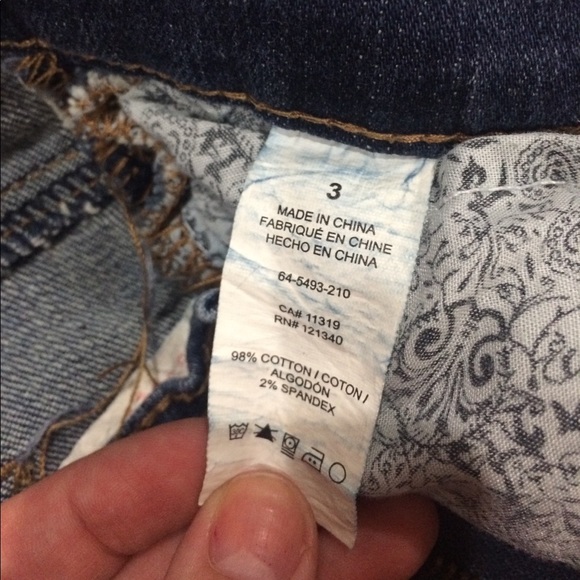 3
MADE IN CHINA
FABRIQUÉ EN CHINE
HECHO EN CHINA
64-5493-210
CA# 11319
RN# 121340
98% COTTON / COTON /
ALGODÓN
2% SPANDEX